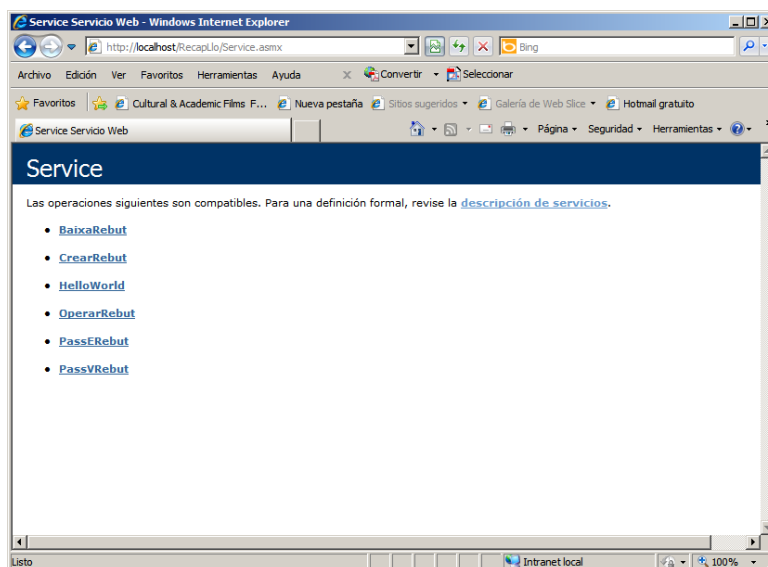 Service Servicio Web - Windows Internet Explorer
http://localhost/RecapLlo/Service.asmx
Bing
Archivo Edición Ver Favoritos Herramientas Ayuda x Convertir Seleccionar
Favoritos Cultural & Academic Films F... Nueva pestaña Sitios sugeridos Galería de Web Slice Hotmail gratuito
Service Servicio Web Página Seguridad Herramientas
Service
Las operaciones siguientes son compatibles. Para una definición formal, revise la descripción de servicios.
BaixaRebut
CrearRebut
HelloWorld
OperarRebut
PassERebut
PassVRebut
Listo Intranet local 100%